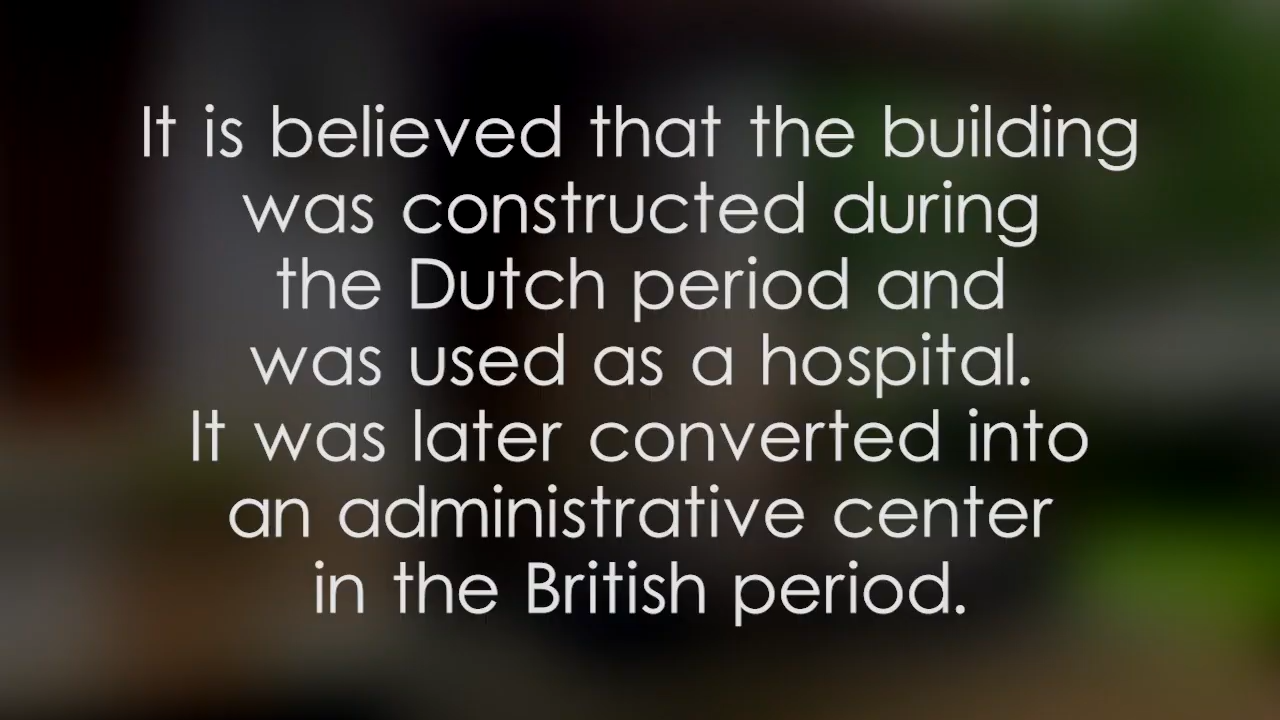 It is believed that the building
was constructed during
the Dutch period and
was used as a hospital.
It was later converted into
an administrative center
in the British period.